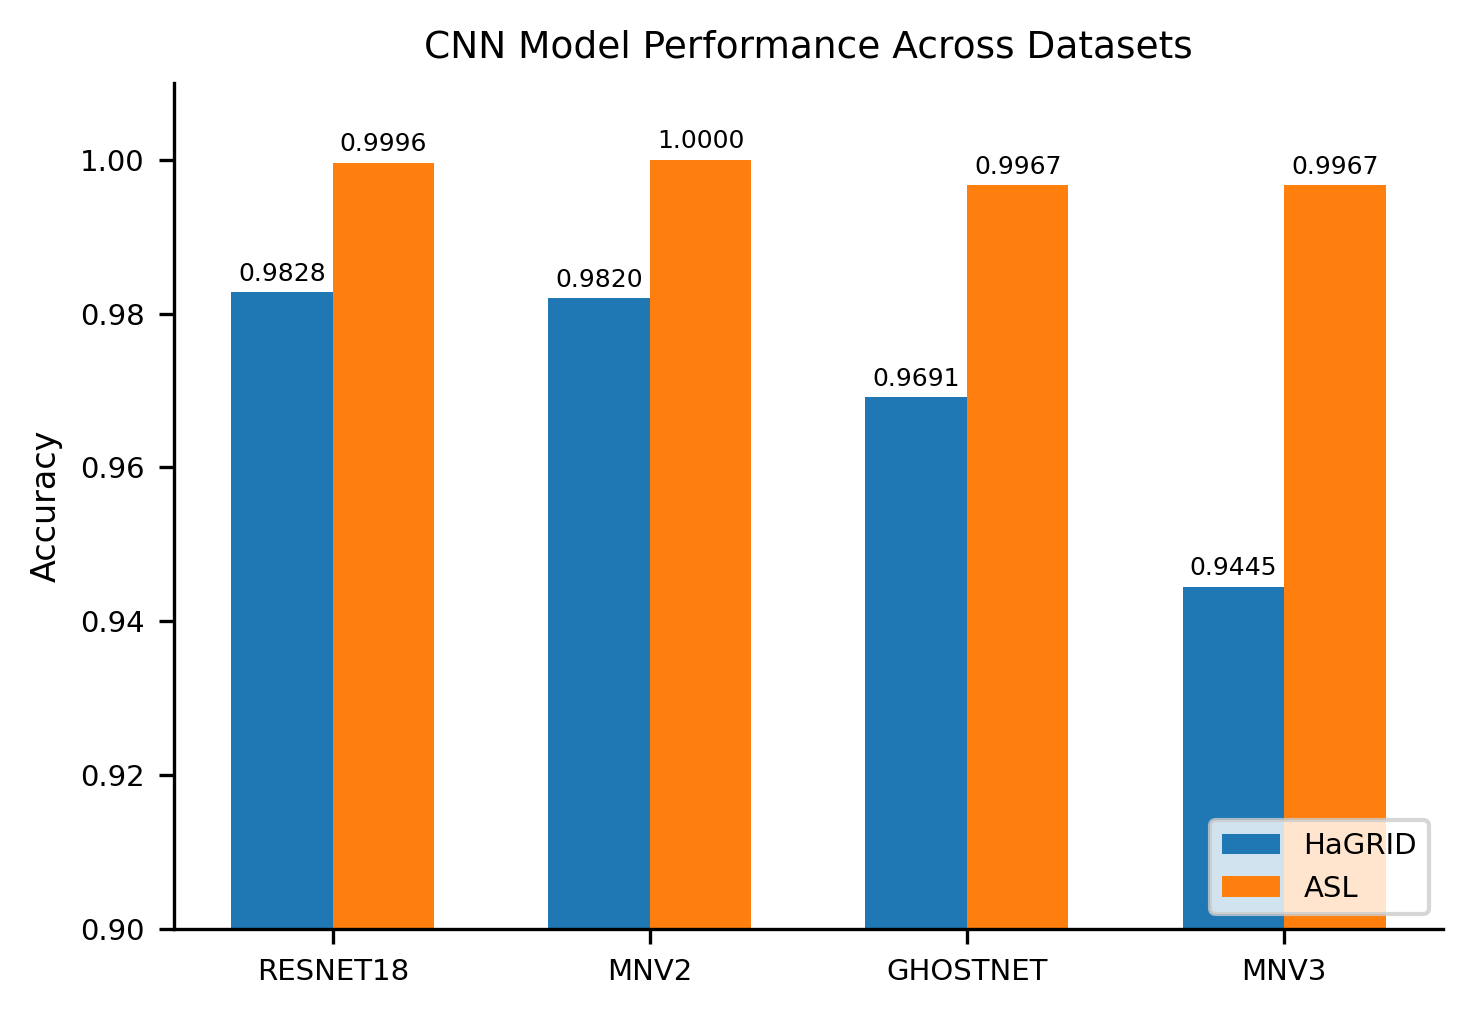 CNN Model Performance Across Datasets
0.9996
1.0000
0.9967
0.9967
0.9828
0.9820
0.9691
0.9445
1.00
0.98
0.96
0.94
0.92
0.90
Accuracy
HaGRID
ASL
RESNET18
MNV2
GHOSTNET
MNV3